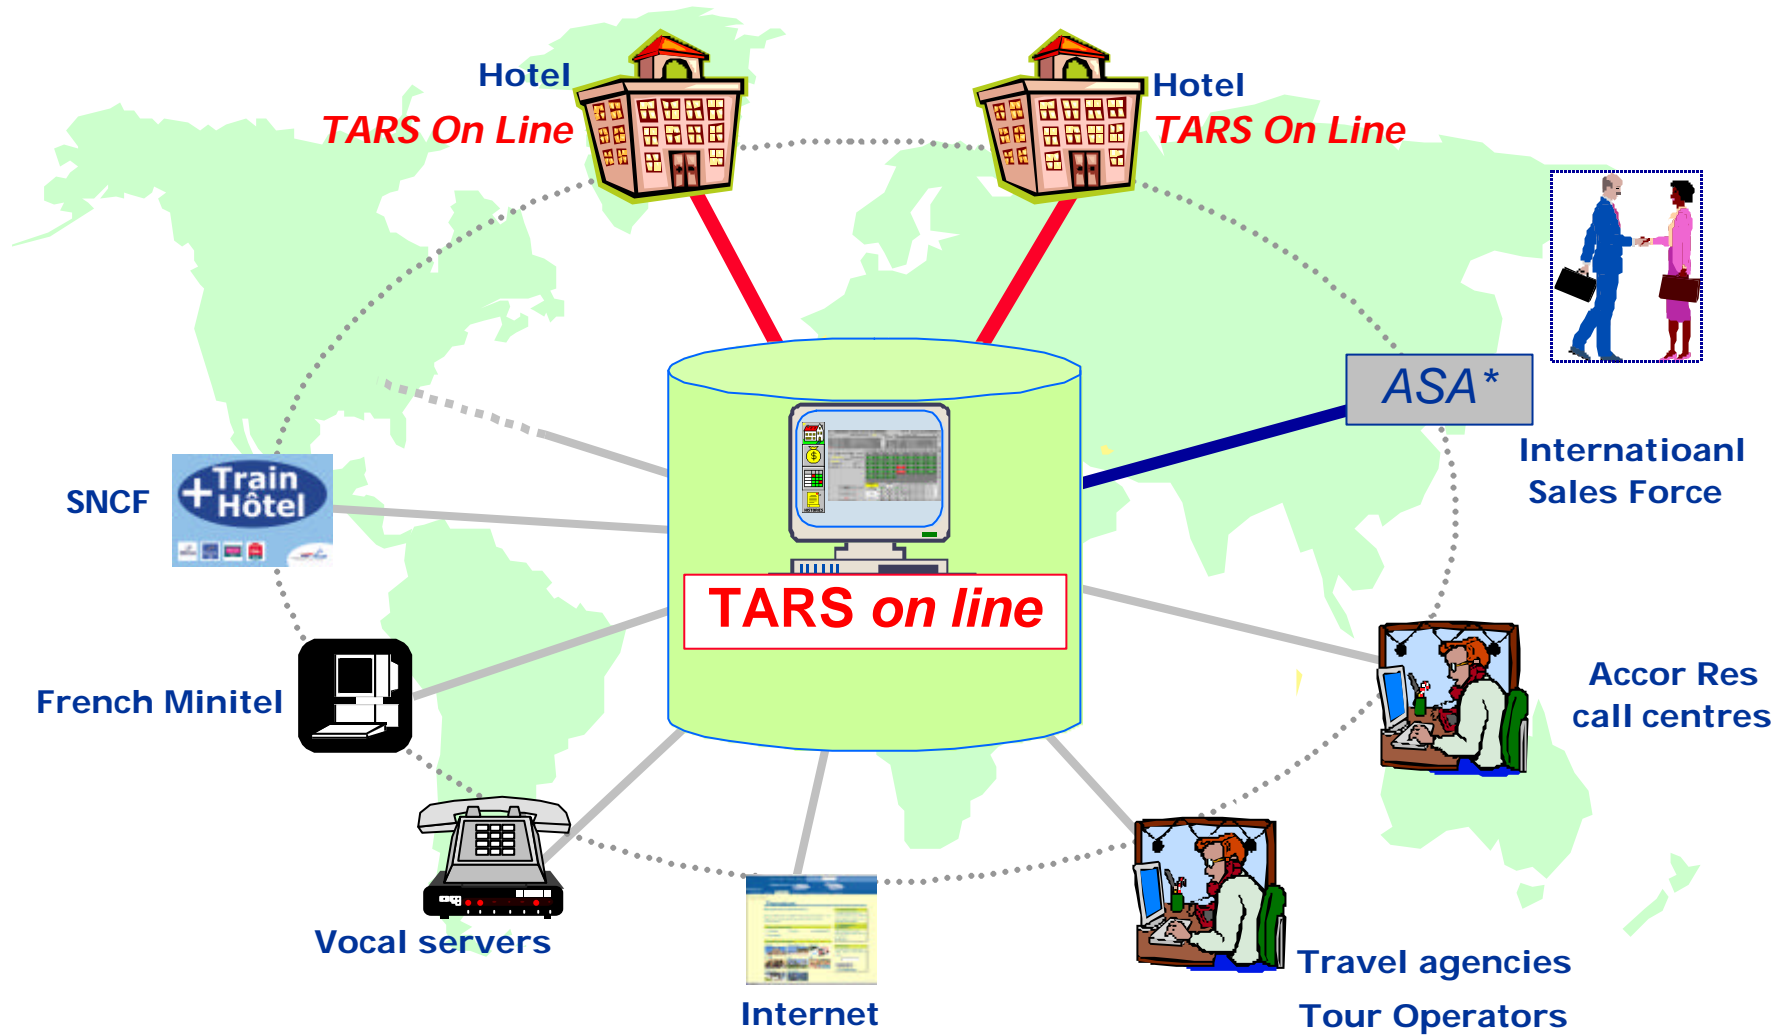 Hotel
TARS On Line
Hotel
TARS On Line
ASA*
Internatioanl
Sales Force
SNCF
Train
+
Hôtel
TARS on line
French Minitel
Accor Res
call centres
Vocal servers
Internet
Travel agencies
Tour Operators